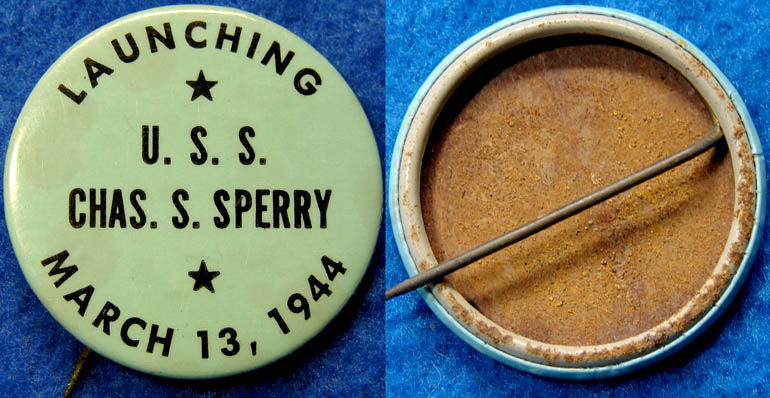 LAUNCHING
U. S. S.
CHAS. S. SPERRY
MARCH 13, 1944